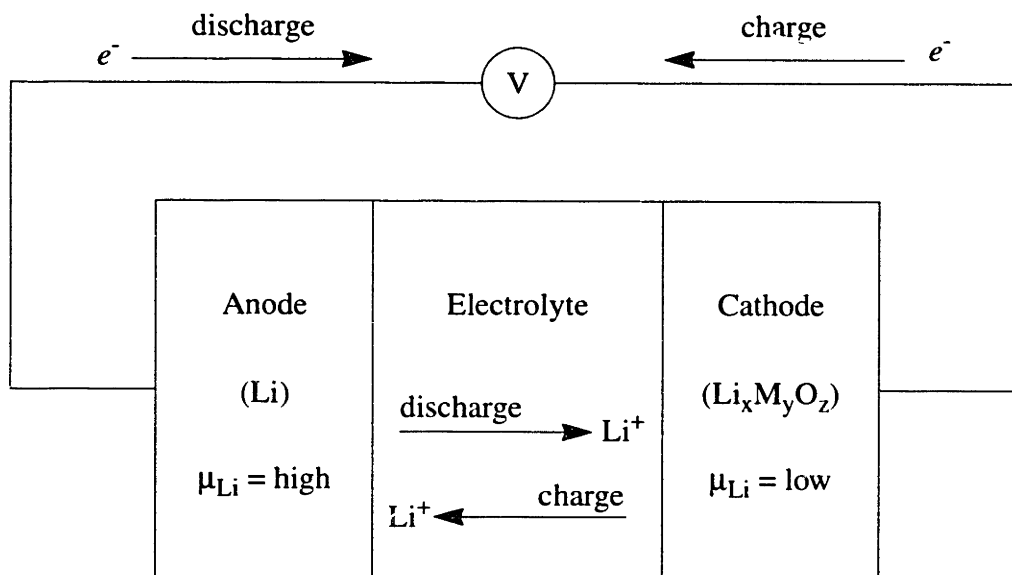 discharge
charge
e-
e-
V
Anode
Electrolyte
Cathode
(Li)
(LixMyOz)
discharge
Li+
μLi = high
μLi = low
charge
Li+